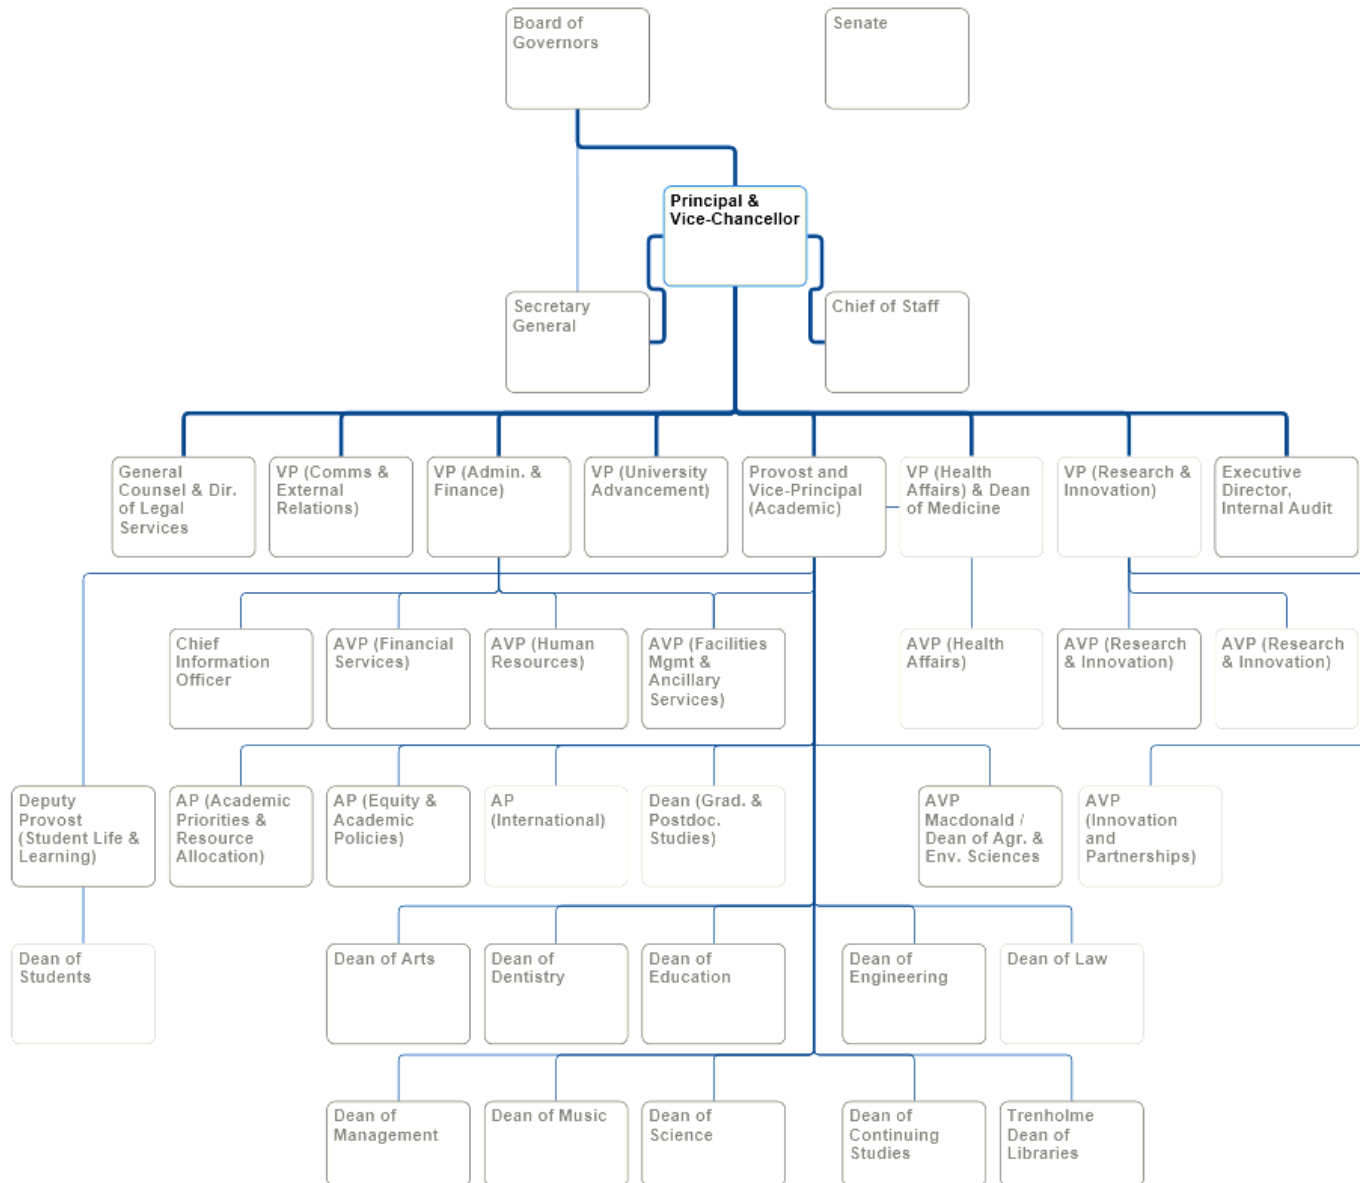 Board of
Governors
Senate
Principal &
Vice-Chancellor
Secretary
General
Chief of Staff
General
Counsel & Dir.
of Legal
Services
VP (Comms &
External
Relations)
VP (Admin. &
Finance)
VP (University
Advancement)
Provost and
Vice-Principal
(Academic)
VP (Health
Affairs) & Dean
of Medicine
VP (Research &
Innovation)
Executive
Director,
Internal Audit
Chief
Information
Officer
AVP (Financial
Services)
AVP (Human
Resources)
AVP (Facilities
Mgmt &
Ancillary
Services)
AVP (Health
Affairs)
AVP (Research
& Innovation)
AVP (Research
& Innovation)
Deputy
Provost
(Student Life &
Learning)
AP (Academic
Priorities &
Resource
Allocation)
AP (Equity &
Academic
Policies)
AP
(International)
Dean (Grad. &
Postdoc.
Studies)
AVP
Macdonald /
Dean of Agr. &
Env. Sciences
AVP
(Innovation
and
Partnerships)
Dean of
Students
Dean of Arts
Dean of
Dentistry
Dean of
Education
Dean of
Engineering
Dean of Law
Dean of
Management
Dean of Music
Dean of
Science
Dean of
Continuing
Studies
Trenholme
Dean of
Libraries